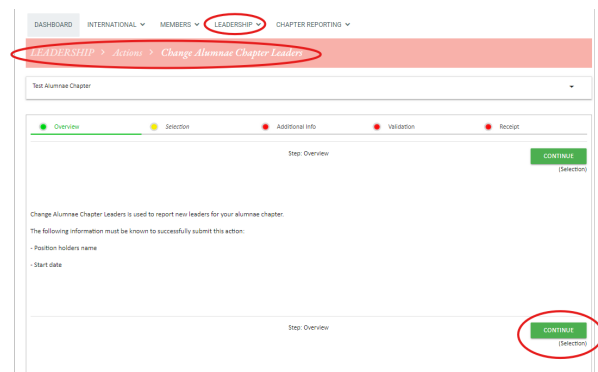 DASHBOARD INTERNATIONAL MEMBERS LEADERSHIP CHAPTER REPORTING
LEADERSHIP > Actions > Change Alumnae Chapter Leaders
Test Alumnae Chapter
Overview Selection Additional Info Validation Receipt
Step: Overview
CONTINUE
(Selection)
Change Alumnae Chapter Leaders is used to report new leaders for your alumnae chapter.
The following information must be known to successfully submit this action:
- Position holders name
- Start date
Step: Overview
CONTINUE
(Selection)